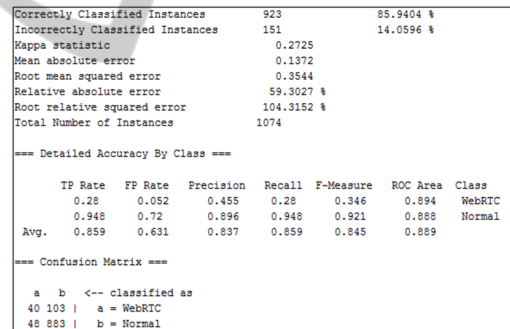 Correctly Classified Instances 923 85.9404 %
Incorrectly Classified Instances 151 14.0596 %
Kappa statistic 0.2725
Mean absolute error 0.1372
Root mean squared error 0.3544
Relative absolute error 59.3027 %
Root relative squared error 104.3152 %
Total Number of Instances 1074
=== Detailed Accuracy By Class ===
TP Rate FP Rate Precision Recall F-Measure ROC Area Class
0.28 0.052 0.455 0.28 0.346 0.894 WebRTC
0.948 0.72 0.896 0.948 0.921 0.888 Normal
Avg. 0.859 0.631 0.837 0.859 0.845 0.889
=== Confusion Matrix ===
a b <-- classified as
40 103 | a = WebRTC
48 883 | b = Normal